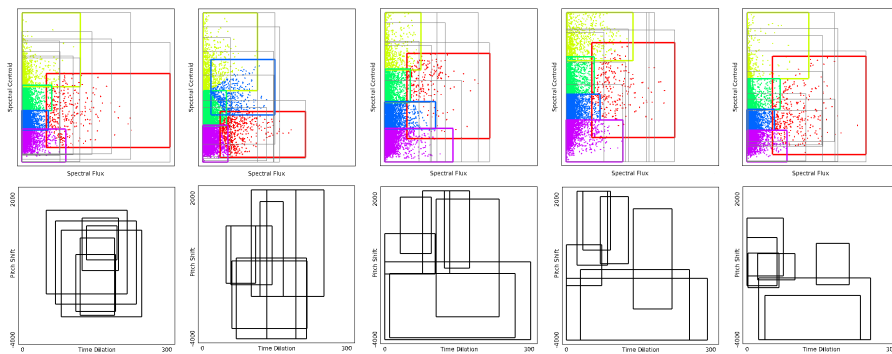 Spectral Centroid
Spectral Flux
Spectral Centroid
Spectral Flux
Spectral Centroid
Spectral Flux
Spectral Centroid
Spectral Flux
Spectral Centroid
Spectral Flux
2000
Pitch Shift
-4000
0
Time Dilation
300
2000
Pitch Shift
-4000
0
Time Dilation
300
2000
Pitch Shift
-4000
0
Time Dilation
300
2000
Pitch Shift
-4000
0
Time Dilation
300
2000
Pitch Shift
-4000
0
Time Dilation
300